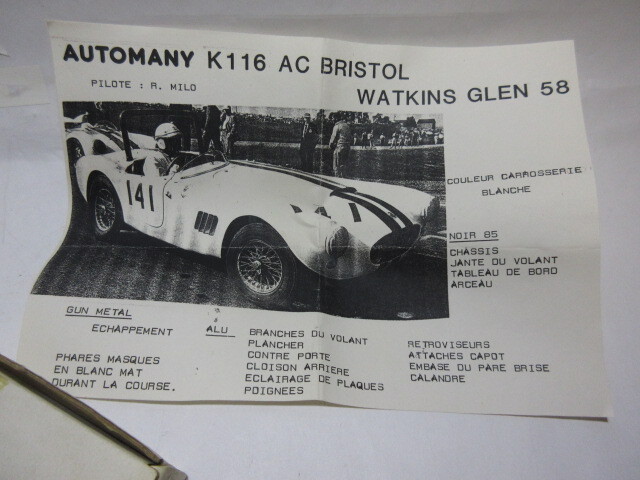 AUTOMANY K116 AC BRISTOL
WATKINS GLEN 58
PILOTE : R. MILO
141
COULEUR CARROSSERIE
BLANCHE
NOIR 85
CHÂSSIS
JANTE DU VOLANT
TABLEAU DE BORD
ARCEAU
GUN METAL
ECHAPPEMENT
PHARES MASQUES
EN BLANC MAT
DURANT LA COURSE.
ALU
BRANCHES DU VOLANT
PLANCHER
CONTRE PORTE
CLOISON ARRIERE
ECLAIRAGE DE PLAQUES
POIGNEES
RETROVISEURS
ATTACHES CAPOT
EMBASE DU PARE BRISE
CALANDRE